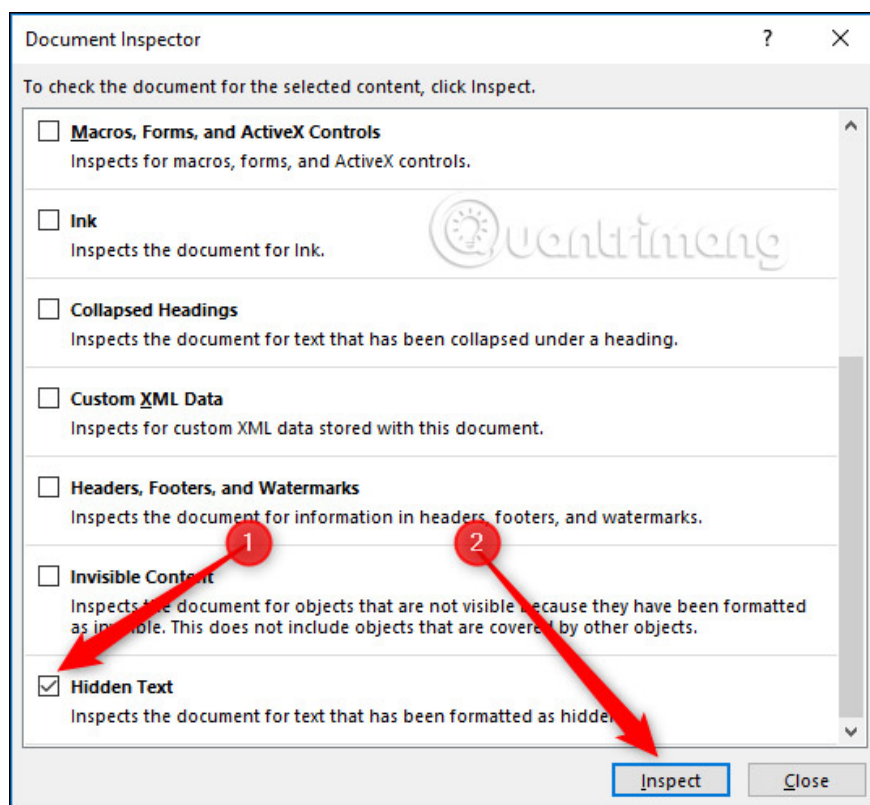 Document Inspector
?
To check the document for the selected content, click Inspect.
Macros, Forms, and ActiveX Controls
Inspects for macros, forms, and ActiveX controls.
Ink
Inspects the document for Ink.
Quantrimang
Collapsed Headings
Inspects the document for text that has been collapsed under a heading.
Custom XML Data
Inspects for custom XML data stored with this document.
Headers, Footers, and Watermarks
Inspects the document for information in headers, footers, and watermarks.
1
2
Invisible Content
Inspects the document for objects that are not visible because they have been formatted
as invisible. This does not include objects that are covered by other objects.
Hidden Text
Inspects the document for text that has been formatted as hidden
Inspect
Close